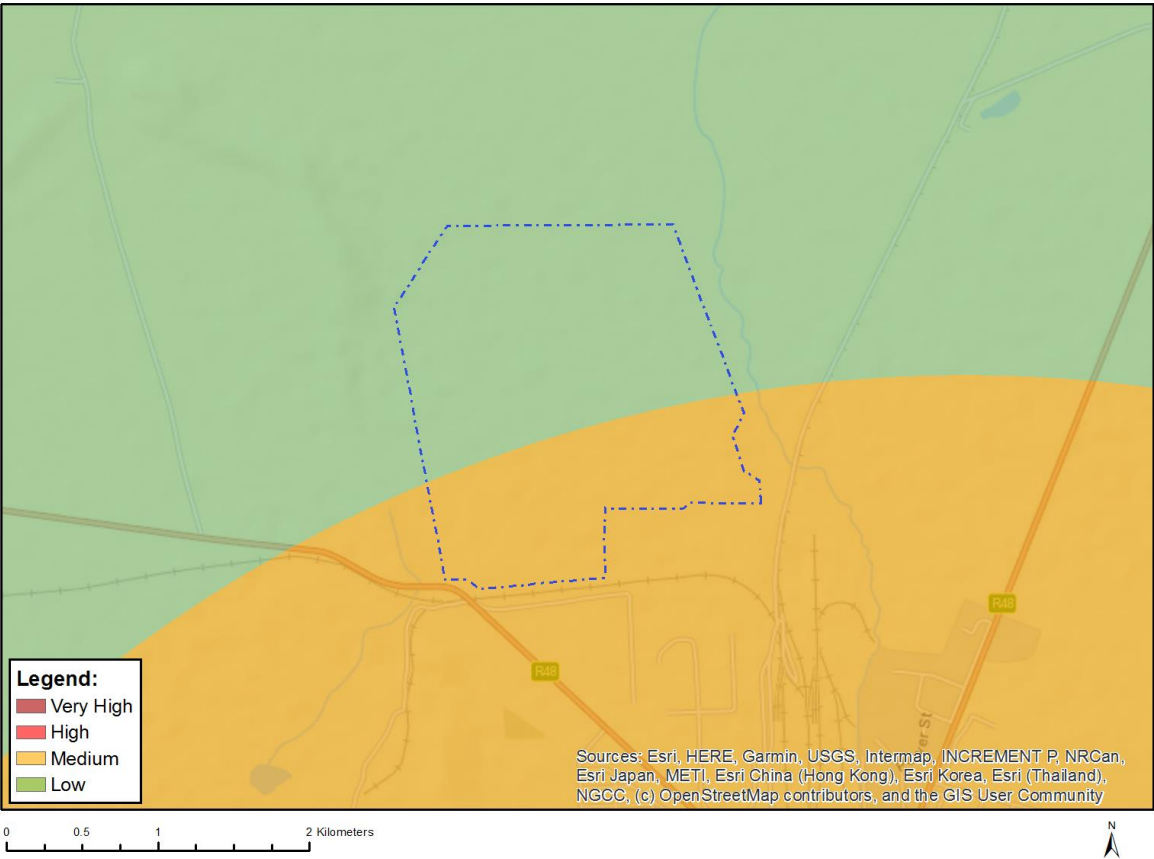 R48
R48
Legend:
Very High
High
Medium
Low
Sources: Esri, HERE, Garmin, USGS, Intermap, INCREMENT P, NRCan,
Esri Japan, METI, Esri China (Hong Kong), Esri Korea, Esri (Thailand),
NGCC, (c) OpenStreetMap contributors, and the GIS User Community
0 0.5 1 2 Kilometers
N